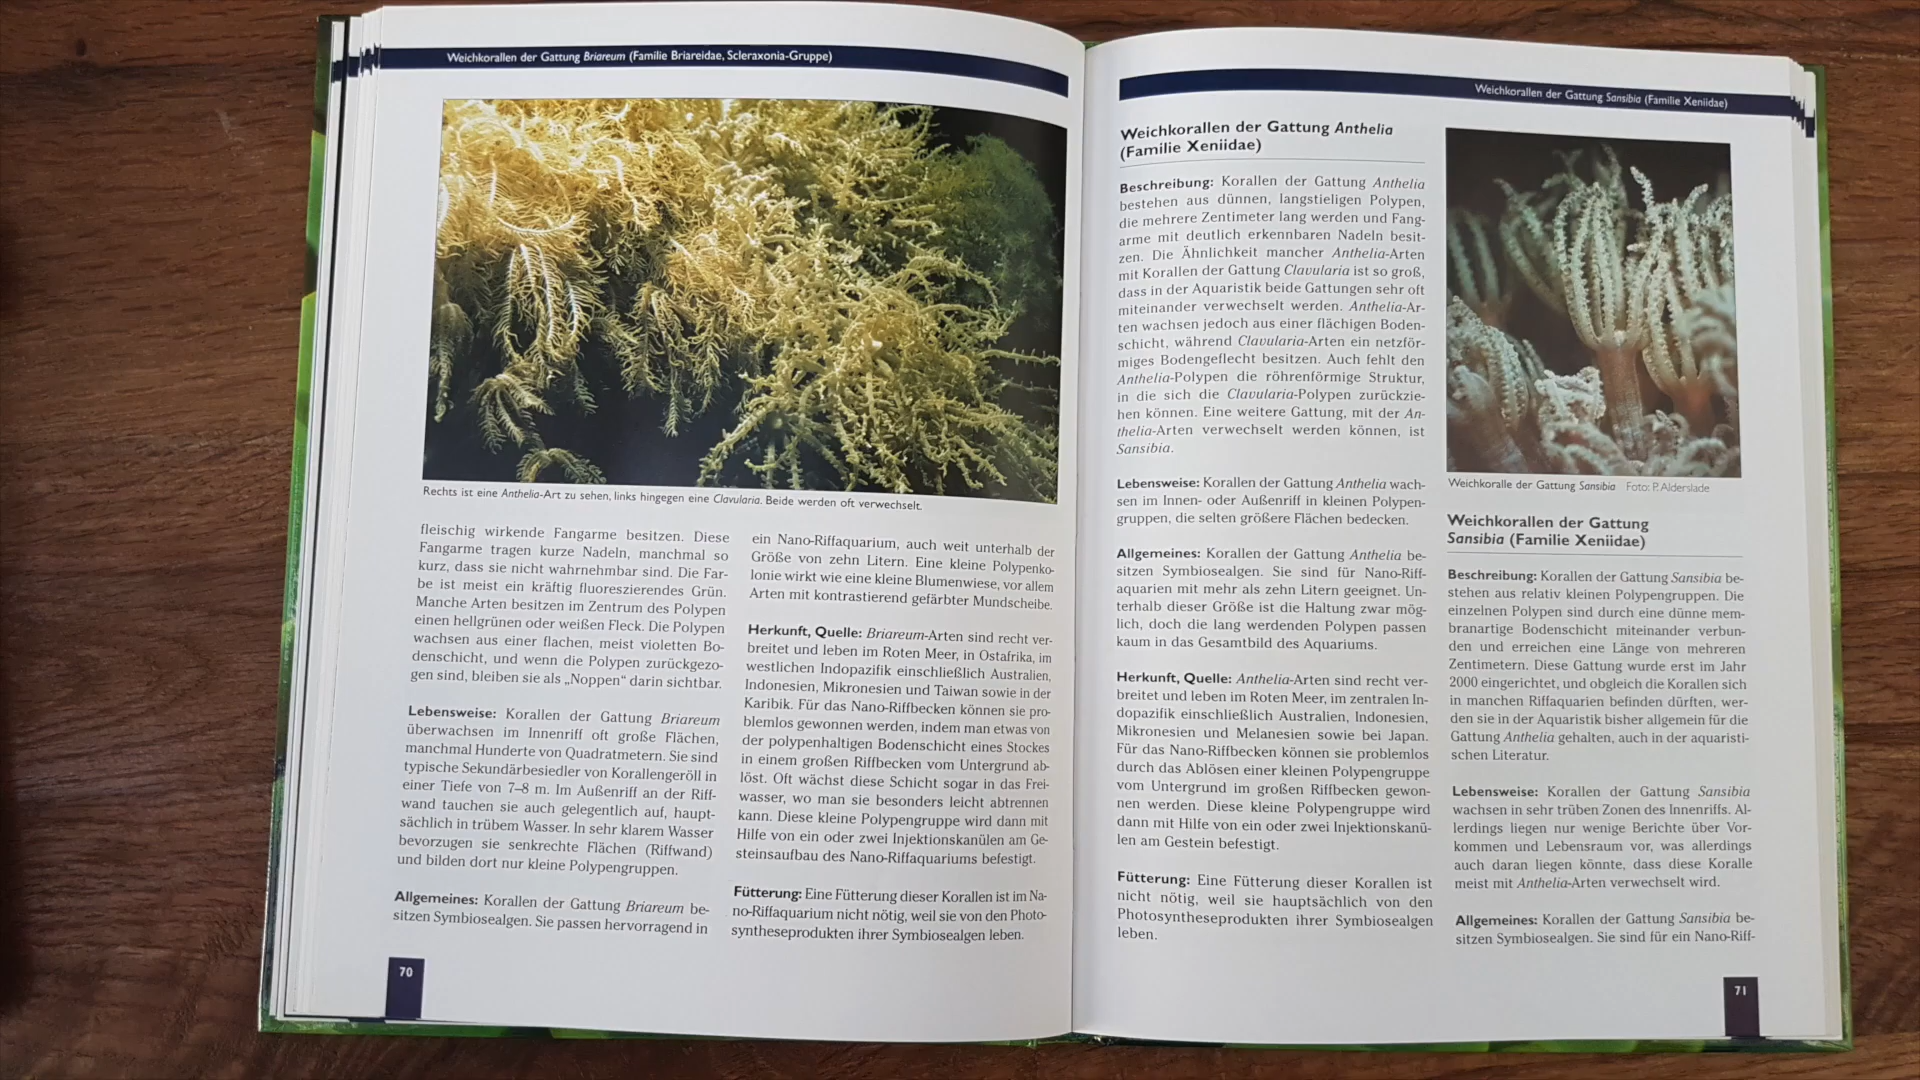 Weichkorallen der Gattung Briareum (Familie Briareidae, Scleraxonia-Gruppe)
Rechts ist eine Anthelia-Art zu sehen, links hingegen eine Clavularia. Beide werden oft verwechselt.
fleischig wirkende Fangarme besitzen. Diese
Fangarme tragen kurze Nadeln, manchmal so
kurz, dass sie nicht wahrnehmbar sind. Die Far-
be ist meist ein kräftig fluoreszierendes Grün.
Manche Arten besitzen im Zentrum des Polypen
einen hellgrünen oder weißen Fleck. Die Polypen
wachsen aus einer flachen, meist violetten Bo-
denschicht, und wenn die Polypen zurückgezo-
gen sind, bleiben sie als „Noppen" darin sichtbar.
Lebensweise: Korallen der Gattung Briareum
überwachsen im Innenriff oft große Flächen,
manchmal Hunderte von Quadratmetern. Sie sind
typische Sekundärbesiedler von Korallengeröll in
einer Tiefe von 7–8 m. Im Außenriff an der Riff-
wand tauchen sie auch gelegentlich auf, haupt-
sächlich in trübem Wasser. In sehr klarem Wasser
bevorzugen sie senkrechte Flächen (Riffwand)
und bilden dort nur kleine Polypengruppen.
Allgemeines: Korallen der Gattung Briareum be-
sitzen Symbiosealgen. Sie passen hervorragend in
ein Nano-Riffaquarium, auch weit unterhalb der
Größe von zehn Litern. Eine kleine Polypenko-
lonie wirkt wie eine kleine Blumenwiese, vor allem
Arten mit kontrastierend gefärbter Mundscheibe.
Herkunft, Quelle: Briareum-Arten sind recht ver-
breitet und leben im Roten Meer, in Ostafrika, im
westlichen Indopazifik einschließlich Australien,
Indonesien, Mikronesien und Taiwan sowie in der
Karibik. Für das Nano-Riffbecken können sie pro-
blemlos gewonnen werden, indem man etwas von
der polypenhaltigen Bodenschicht eines Stockes
in einem großen Riffbecken vom Untergrund ab-
löst. Oft wächst diese Schicht sogar in das Frei-
wasser, wo man sie besonders leicht abtrennen
kann. Diese kleine Polypengruppe wird dann mit
Hilfe von ein oder zwei Injektionskanülen am Ge-
steinsaufbau des Nano-Riffaquariums befestigt.
Fütterung: Eine Fütterung dieser Korallen ist im Na-
no-Riffaquarium nicht nötig, weil sie von den Photo-
syntheseprodukten ihrer Symbiosealgen leben.
70
Weichkorallen der Gattung Sansibia (Familie Xeniidae)
Weichkorallen der Gattung Anthelia
(Familie Xeniidae)
Beschreibung: Korallen der Gattung Anthelia
bestehen aus dünnen, langstieligen Polypen,
die mehrere Zentimeter lang werden und Fang-
arme mit deutlich erkennbaren Nadeln besit-
zen. Die Ähnlichkeit mancher Anthelia-Arten
mit Korallen der Gattung Clavularia ist so groß,
dass in der Aquaristik beide Gattungen sehr oft
miteinander verwechselt werden. Anthelia-Ar-
ten wachsen jedoch aus einer flächigen Boden-
schicht, während Clavularia-Arten ein netzför-
miges Bodengeflecht besitzen. Auch fehlt den
Anthelia-Polypen die röhrenförmige Struktur,
in die sich die Clavularia-Polypen zurückzie-
hen können. Eine weitere Gattung, mit der An-
thelia-Arten verwechselt werden können, ist
Sansibia.
Lebensweise: Korallen der Gattung Anthelia wach-
sen im Innen- oder Außenriff in kleinen Polypen-
gruppen, die selten größere Flächen bedecken.
Allgemeines: Korallen der Gattung Anthelia be-
sitzen Symbiosealgen. Sie sind für Nano-Riff-
aquarien mit mehr als zehn Litern geeignet. Un-
terhalb dieser Größe ist die Haltung zwar mög-
lich, doch die lang werdenden Polypen passen
kaum in das Gesamtbild des Aquariums.
Herkunft, Quelle: Anthelia-Arten sind recht ver-
breitet und leben im Roten Meer, im zentralen In-
dopazifik einschließlich Australien, Indonesien,
Mikronesien und Melanesien sowie bei Japan.
Für das Nano-Riffbecken können sie problemlos
durch das Ablösen einer kleinen Polypengruppe
vom Untergrund im großen Riffbecken gewon-
nen werden. Diese kleine Polypengruppe wird
dann mit Hilfe von ein oder zwei Injektionskanü-
len am Gestein befestigt.
Fütterung: Eine Fütterung dieser Korallen ist
nicht nötig, weil sie hauptsächlich von den
Photosyntheseprodukten ihrer Symbiosealgen
leben.
Weichkoralle der Gattung Sansibia Foto: P. Alderslade
Weichkorallen der Gattung
Sansibia (Familie Xeniidae)
Beschreibung: Korallen der Gattung Sansibia be-
stehen aus relativ kleinen Polypengruppen. Die
einzelnen Polypen sind durch eine dünne mem-
branartige Bodenschicht miteinander verbun-
den und erreichen eine Länge von mehreren
Zentimetern. Diese Gattung wurde erst im Jahr
2000 eingerichtet, und obgleich die Korallen sich
in manchen Riffaquarien befinden dürften, wer-
den sie in der Aquaristik bisher allgemein für die
Gattung Anthelia gehalten, auch in der aquaristi-
schen Literatur.
Lebensweise: Korallen der Gattung Sansibia
wachsen in sehr trüben Zonen des Innenriffs. Al-
lerdings liegen nur wenige Berichte über Vor-
kommen und Lebensraum vor, was allerdings
auch daran liegen könnte, dass diese Koralle
meist mit Anthelia-Arten verwechselt wird.
Allgemeines: Korallen der Gattung Sansibia be-
sitzen Symbiosealgen. Sie sind für ein Nano-Riff-
71